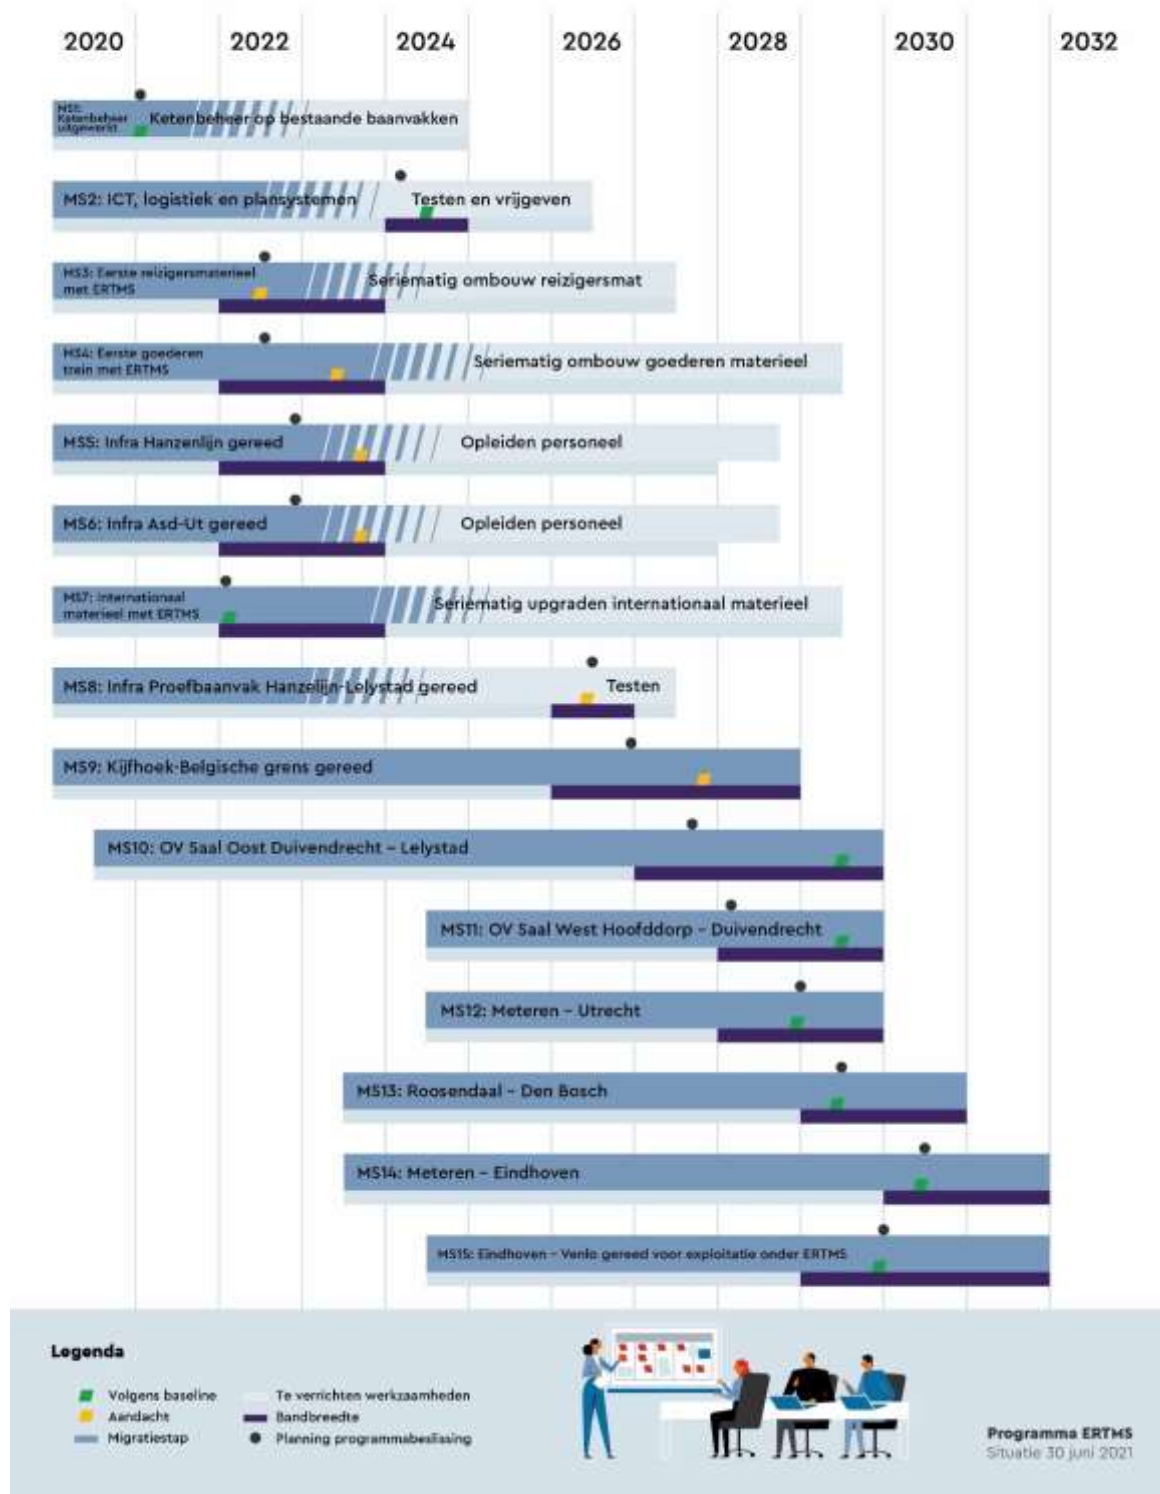 2020 2022 2024 2026 2028 2030 2032
MS1:
Ketenbeheer
uitgewerkt
Ketenbeheer op bestaande baanvakken
MS2: ICT, logistiek en plansystemen
Testen en vrijgeven
MS3: Eerste reizigersmaterieel
met ERTMS
Seriematig ombouw reizigersmat
MS4: Eerste goederen
trein met ERTMS
Seriematig ombouw goederen materieel
MS5: Infra Hanzenlijn gereed
Opleiden personeel
MS6: Infra Asd-Ut gereed
Opleiden personeel
MS7: Internationaal
materieel met ERTMS
Seriematig upgraden internationaal materieel
MS8: Infra Proefbaanvak Hanzelijn-Lelystad gereed
Testen
MS9: Kijfhoek-Belgische grens gereed
MS10: OV Saal Oost Duivendrecht – Lelystad
MS11: OV Saal West Hoofddorp – Duivendrecht
MS12: Meteren – Utrecht
MS13: Roosendaal – Den Bosch
MS14: Meteren – Eindhoven
MS15: Eindhoven – Venlo gereed voor exploitatie onder ERTMS
Legenda
Volgens baseline
Aandacht
Migratiestap
Te verrichten werkzaamheden
Bandbreedte
Planning programmabeslissing
Programma ERTMS
Situatie 30 juni 2021